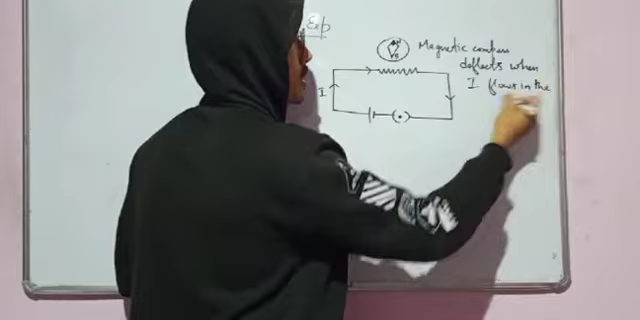 Exp
N
S
Magnetic compass
deflects when
I flows in the
I